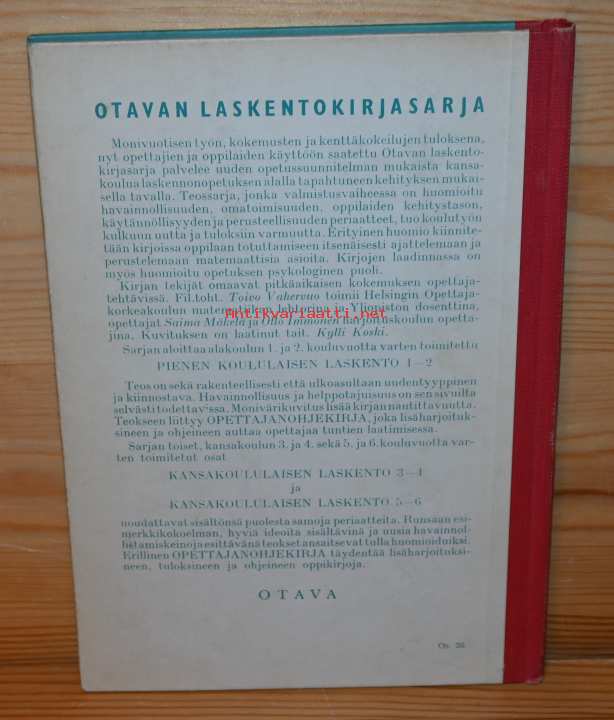 OTAVAN LASKENTOKIRJASARJA
Monivuotisen työn, kokemusten ja kenttäkokeilujen tuloksena,
nyt opettajien ja oppilaiden käyttöön saatettu Otavan laskento-
kirjasarja palvelee uuden opetussuunnitelman mukaista kansa-
koulua laskennonopetuksen alalla tapahtuneen kehityksen mukai-
sella tavalla. Teossarja, jonka valmistusvaiheessa on huomioitu
havainnollisuuden, omatoimisuuden, oppilaiden kehitystason,
käytännöllisyyden ja perusteellisuuden periaatteet, tuo koulutyön
kulkuun uutta ja tuloksiin varmuutta. Erityinen huomio kiinnite-
tään kirjoissa oppilaan totuttamiseen itsenäisesti ajattelemaan ja
perustelemaan matemaattisia asioita. Kirjojen laadinnassa on
myös huomioitu opetuksen psykologinen puoli.
Kirjan tekijät omaavat pitkäaikaisen kokemuksen opettaja-
tehtävissä. Fil.toht. Toivo Vahervuo toimii Helsingin Opettaja-
korkeakoulun matematiikan lehtorina ja Yliopiston dosenttina,
opettajat Saima Mäkelä ja Ollo Immonen harjoituskoulun opetta-
jina. Kuvituksen on laatinut tait. Kylli Koski.
Antikvariaatti.net
Sarjan aloittaa alakoulun 1. ja 2. kouluvuotta varten toimitettu
PIENEN KOULULAISEN LASKENTO 1—2
Teos on sekä rakenteellisesti että ulkoasultaan uudentyyppinen
ja kiinnostava. Havainnollisuus ja helppotajuisuus on sen sivuilta
selvästi todettavissa. Monivärikuvitus lisää kirjan nautittavuutta.
Teokseen liittyy OPETTAJANOHJEKIRJA, joka lisäharjoituk-
sineen ja ohjeineen auttaa opettajaa tuntien laatimisessa.
Sarjan toiset, kansakoulun 3. ja 4. sekä 5. ja 6. kouluvuotta var-
ten toimitetut osat
KANSAKOULULAISEN LASKENTO 3—4
ja
KANSAKOULULAISEN LASKENTO 5—6
noudattavat sisältönsä puolesta samoja periaatteita. Runsaan esi-
merkkikokoelman, hyviä ideoita sisältävinä ja uusia havainnol-
listamiskeinoja esittävänä teokset ansaitsevat tulla huomioiduiksi.
Erillinen OPETTAJANOHJEKIRJA täydentää lisäharjoituksi-
neen, tuloksineen ja ohjeineen oppikirjoja.
OTAVA